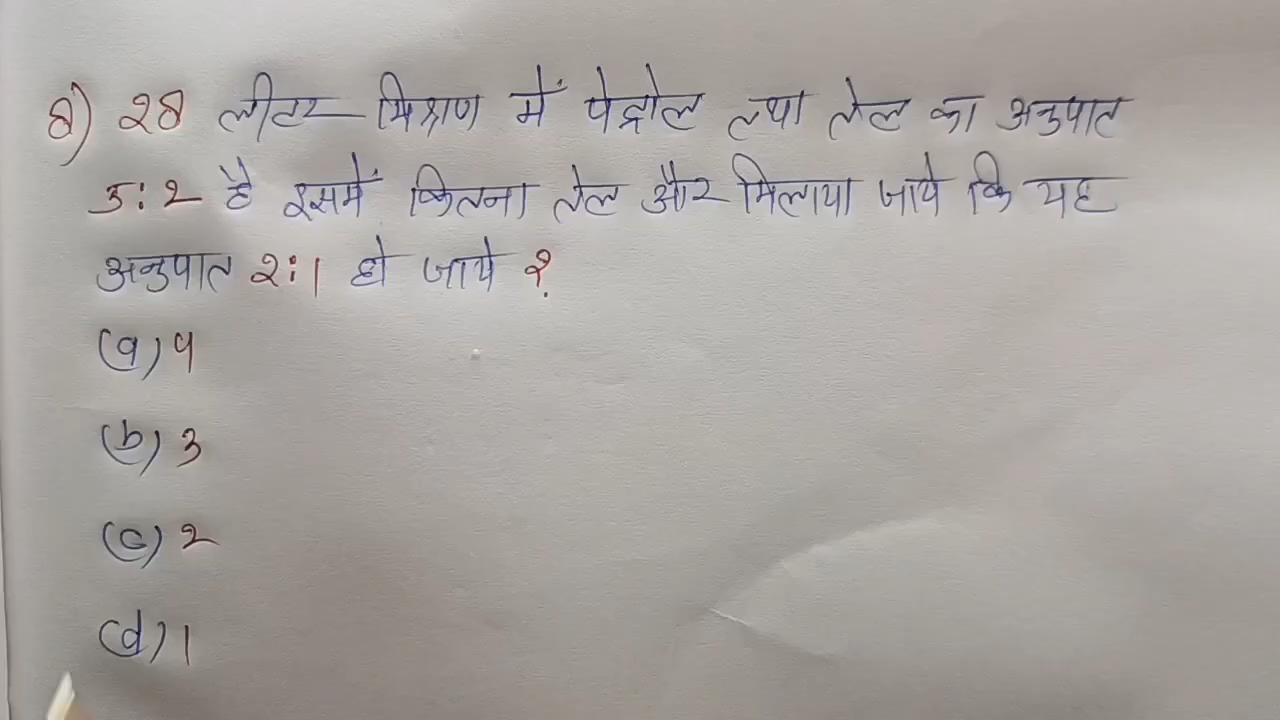 8) 28 लीटर मिश्रण में पेट्रोल तथा तेल का अनुपात
5:2 है इसमें कितना तेल और मिलाया जाये कि यह
अनुपात 2:1 हो जाये ?
(a) 4
(b) 3
(c) 2
(d) 1